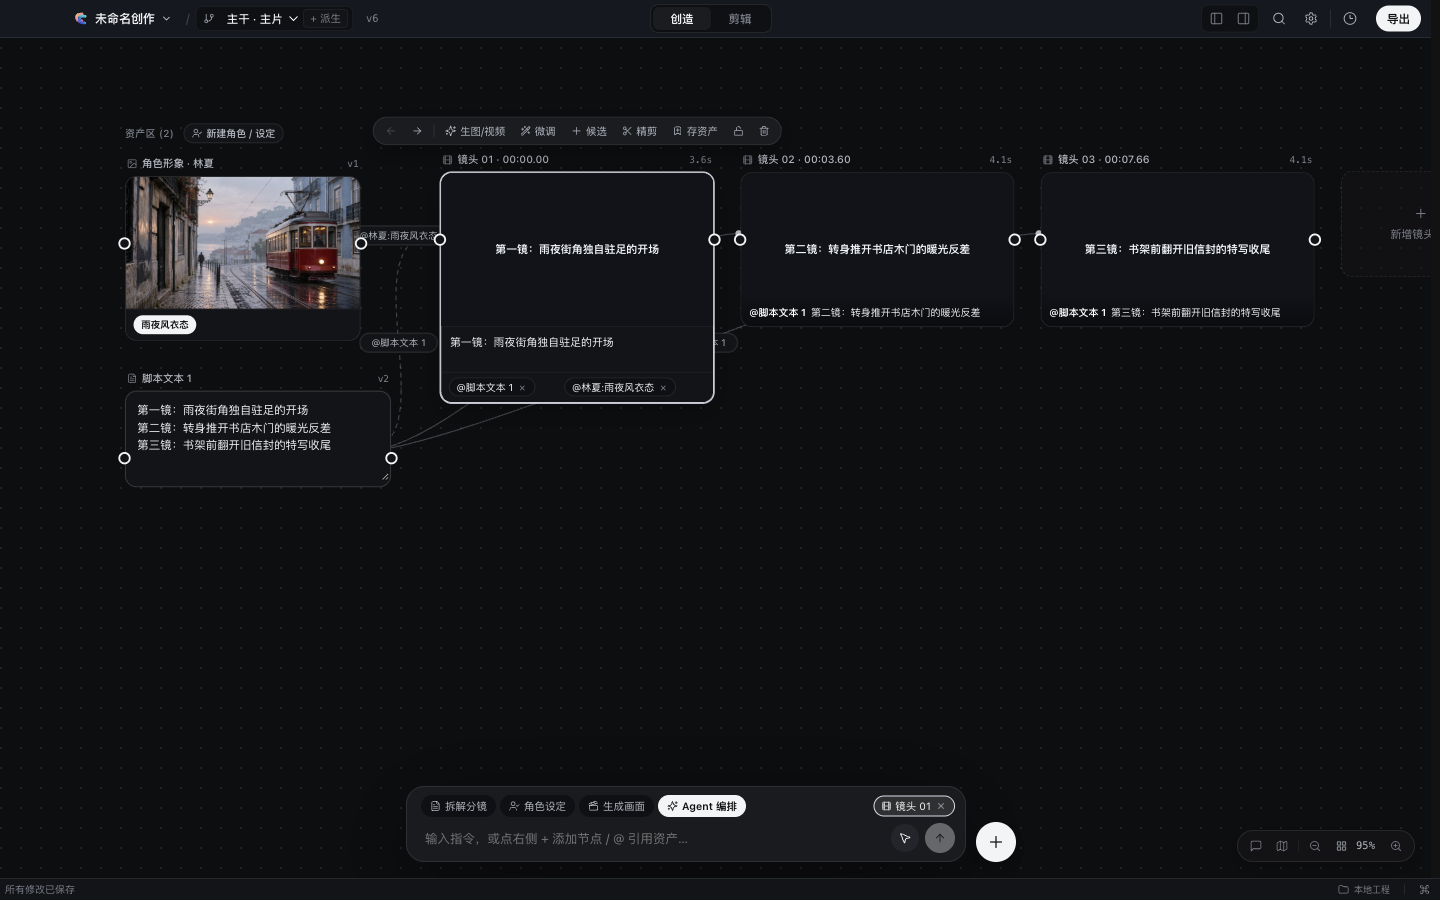 未命名创作
/
主干 · 主片
+ 派生
v6
创造
剪辑
导出
资产区 (2)
新建角色 / 设定
生图/视频
微调
候选
精剪
存资产
角色形象 · 林夏
v1
雨夜风衣态
@林夏:雨夜风衣态
@脚本文本 1
脚本文本 1
v2
第一镜：雨夜街角独自驻足的开场
第二镜：转身推开书店木门的暖光反差
第三镜：书架前翻开旧信封的特写收尾
镜头 01 · 00:00.00
3.6s
第一镜：雨夜街角独自驻足的开场
第一镜：雨夜街角独自驻足的开场
@脚本文本 1 ×
@林夏:雨夜风衣态 ×
1
镜头 02 · 00:03.60
4.1s
第二镜：转身推开书店木门的暖光反差
@脚本文本 1 第二镜：转身推开书店木门的暖光反差
镜头 03 · 00:07.66
4.1s
第三镜：书架前翻开旧信封的特写收尾
@脚本文本 1 第三镜：书架前翻开旧信封的特写收尾
+
新增镜头
拆解分镜
角色设定
生成画面
Agent 编排
镜头 01 ×
输入指令，或点右侧 + 添加节点 / @ 引用资产...
95%
所有修改已保存
本地工程